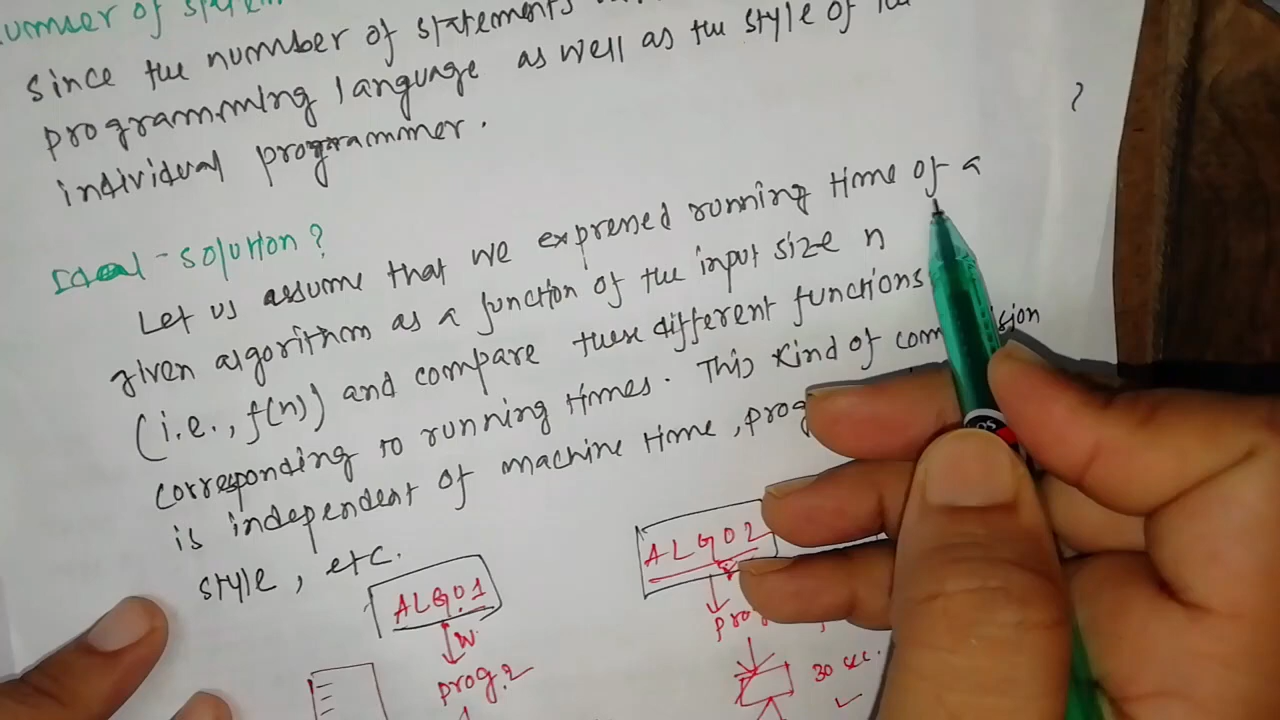 number of
since the number of statements
programming language as well as the style of
individual programmer.
?
Ideal-solution?
Let us assume that we expressed running time of a
given algorithm as a function of the input size n
(i.e., f(n)) and compare these different functions
corresponding to running times. This kind of
is independent of machine time, prog
style, etc.
ALGO1
ALGO2
prog.2
30 sec.